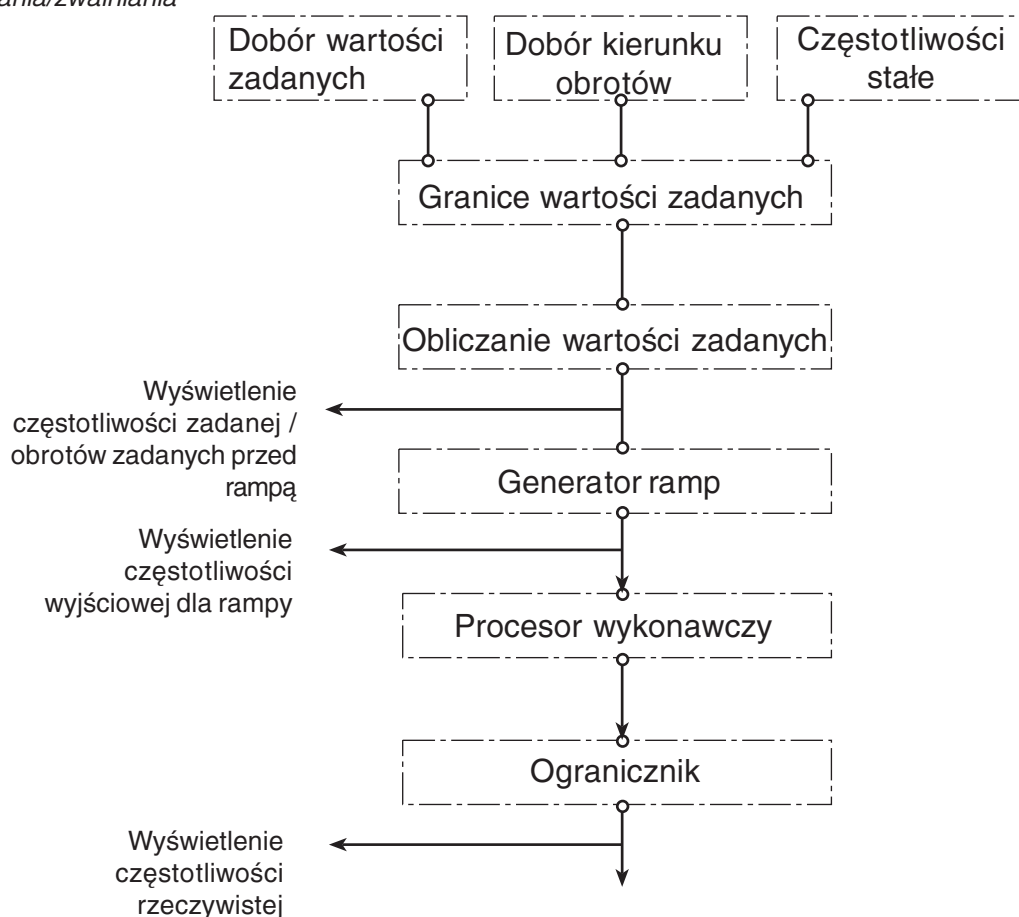 Dobór wartości
zadanych
Dobór kierunku
obrotów
Częstotliwości
stałe
Granice wartości zadanych
Obliczanie wartości zadanych
Wyświetlenie
częstotliwości zadanej /
obrotów zadanych przed
rampą
Generator ramp
Wyświetlenie
częstotliwości
wyjściowej dla rampy
Procesor wykonawczy
Ogranicznik
Wyświetlenie
częstotliwości
rzeczywistej